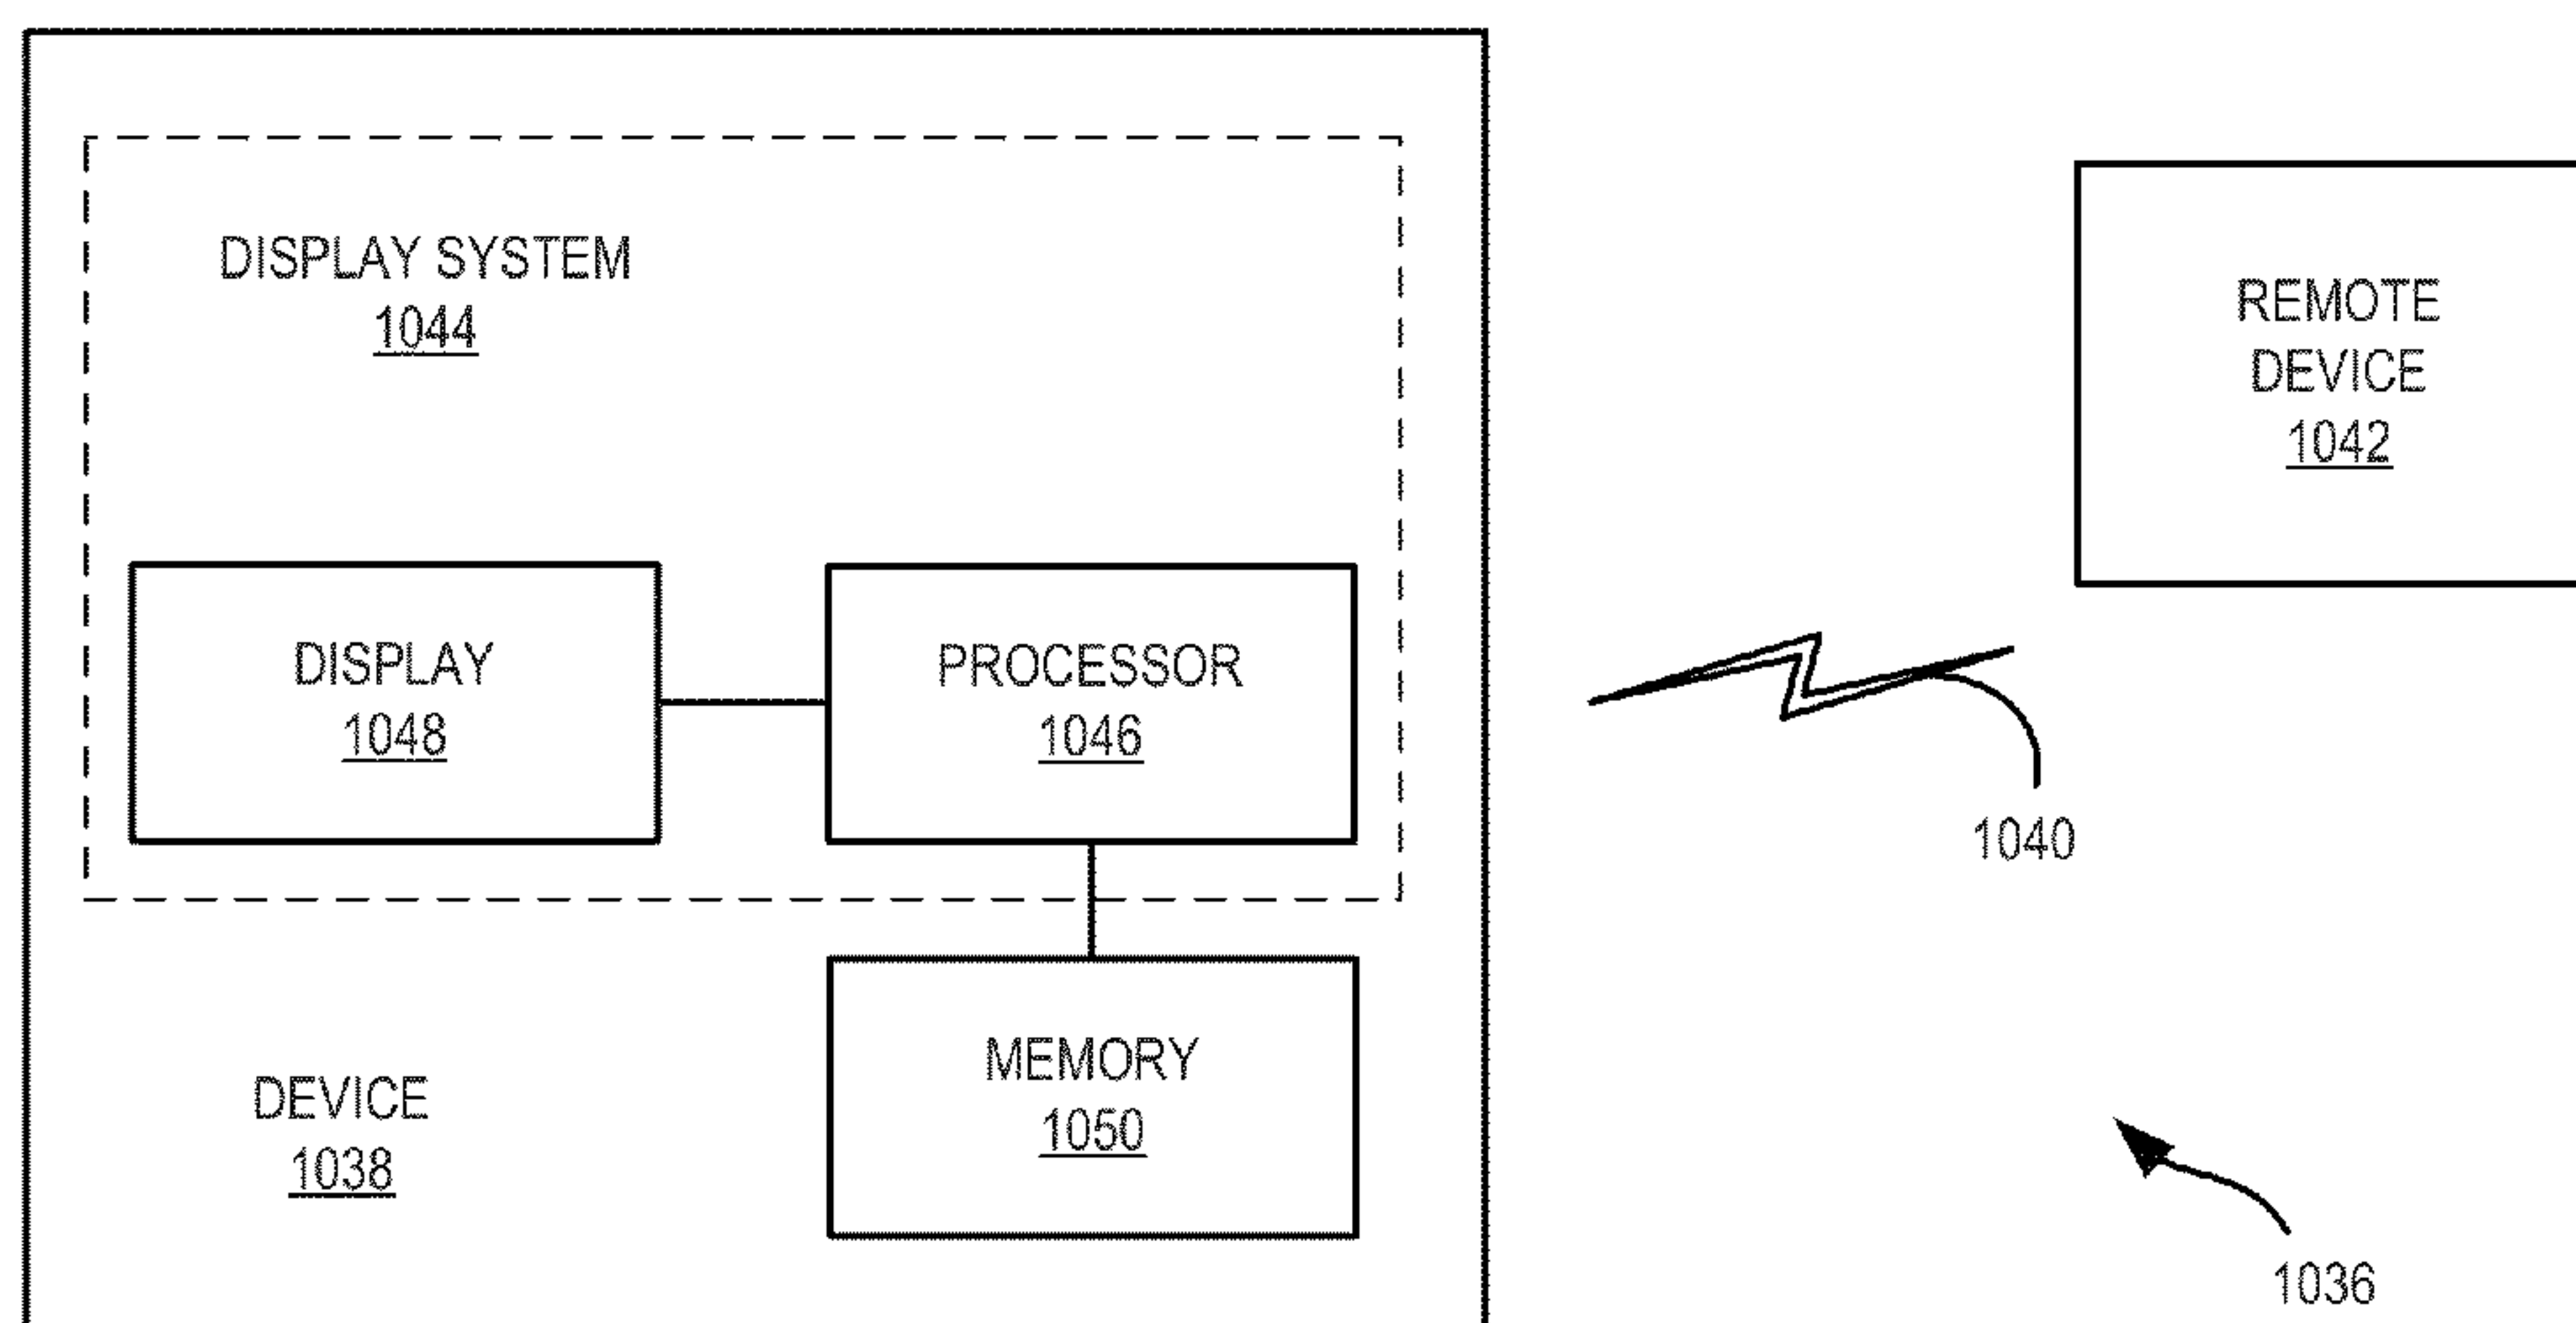 DISPLAY SYSTEM
1044
DISPLAY
1048
PROCESSOR
1046
MEMORY
1050
DEVICE
1038
REMOTE
DEVICE
1042
1040
1036